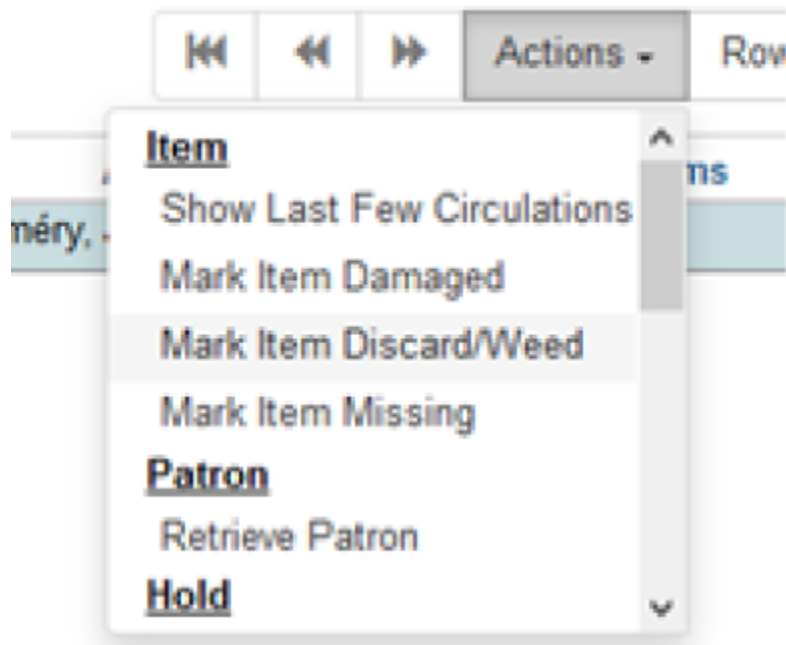 Actions Row
Item
ms
Show Last Few Circulations
méry,
Mark Item Damaged
Mark Item Discard/Weed
Mark Item Missing
Patron
Retrieve Patron
Hold